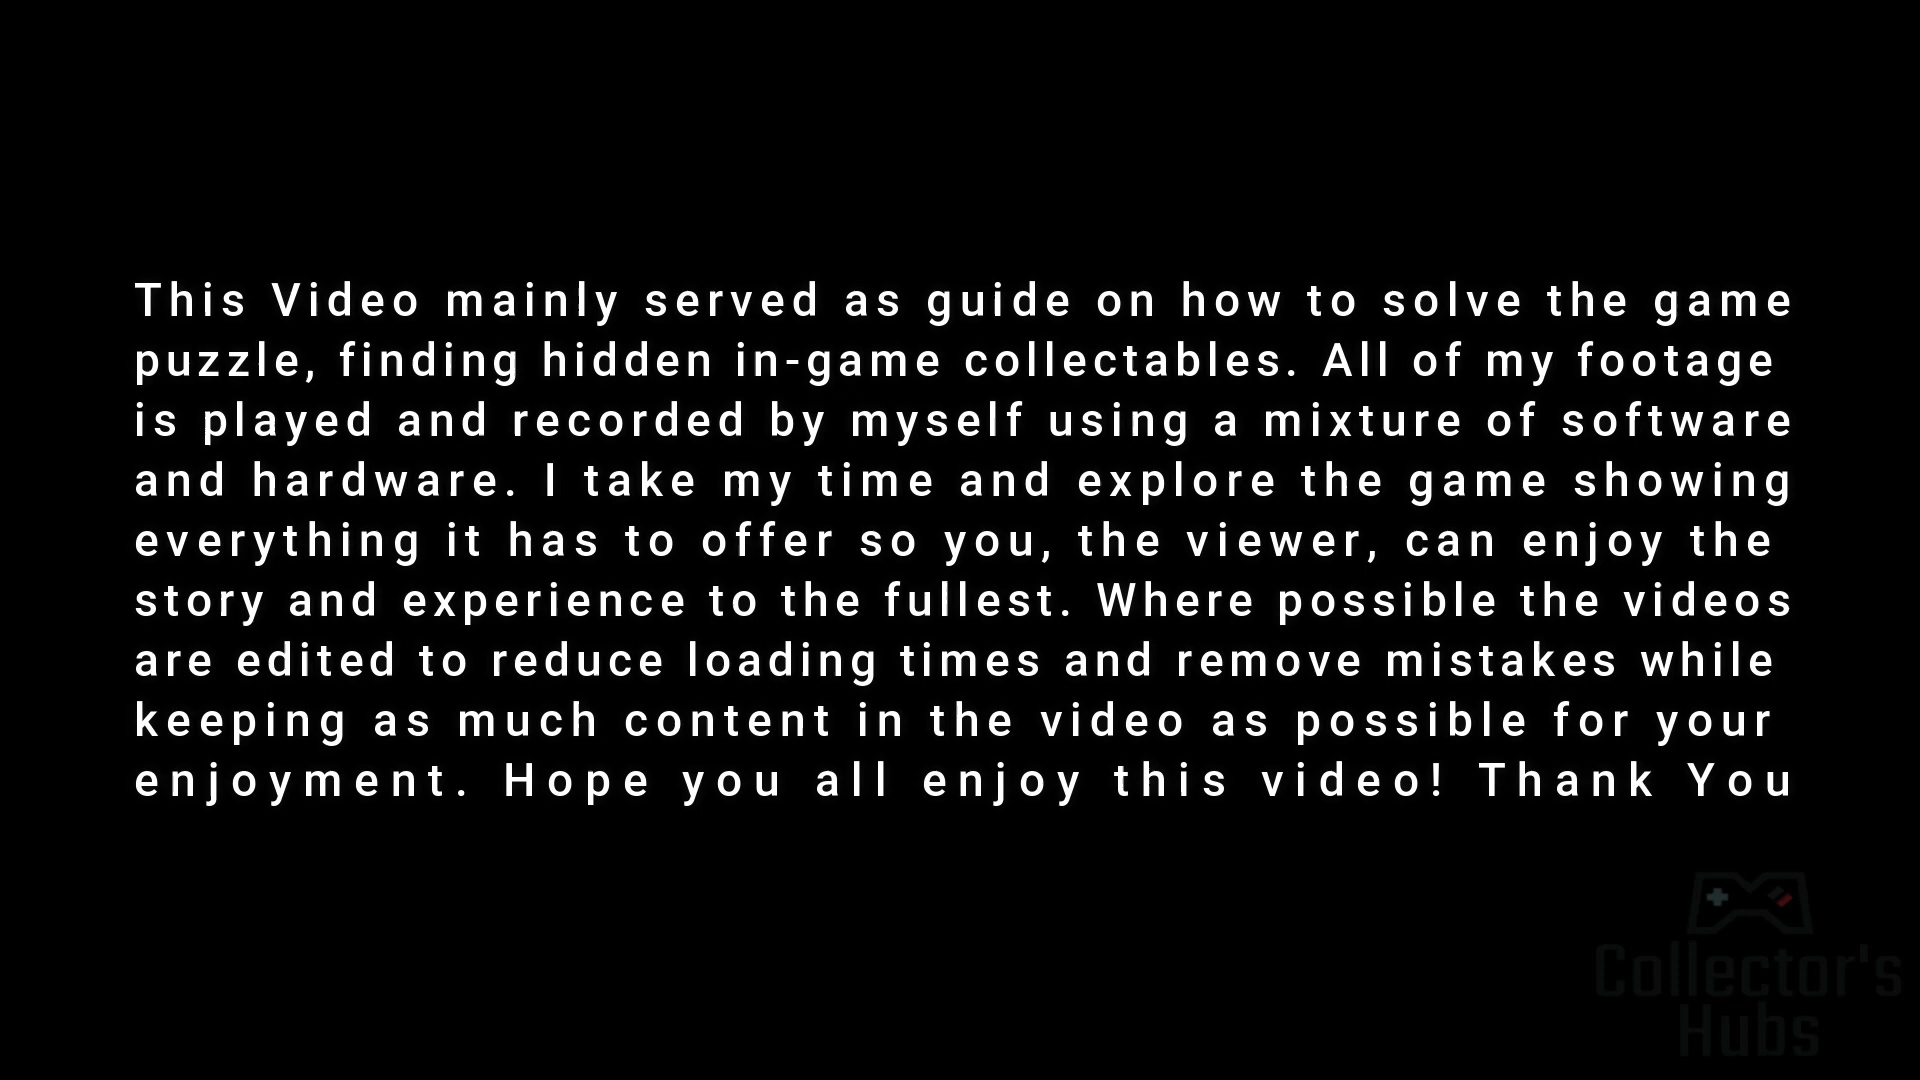 This Video mainly served as guide on how to solve the game
puzzle, finding hidden in-game collectables. All of my footage
is played and recorded by myself using a mixture of software
and hardware. I take my time and explore the game showing
everything it has to offer so you, the viewer, can enjoy the
story and experience to the fullest. Where possible the videos
are edited to reduce loading times and remove mistakes while
keeping as much content in the video as possible for your
enjoyment. Hope you all enjoy this video! Thank You
Collector's
Hubs